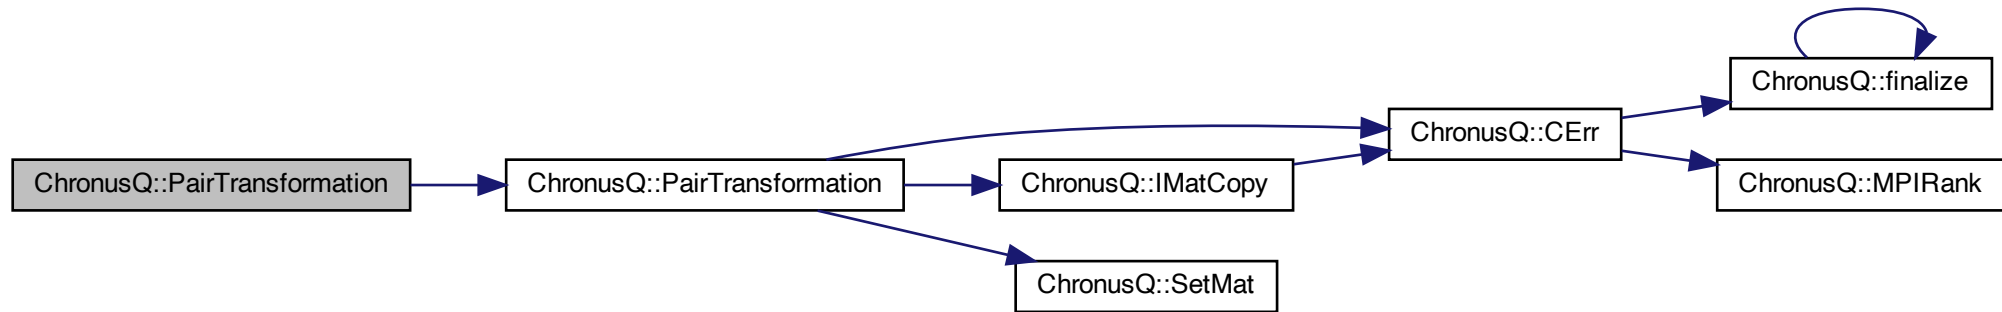 ChronusQ::finalize
ChronusQ::CErr
ChronusQ::PairTransformation
ChronusQ::PairTransformation
ChronusQ::IMatCopy
ChronusQ::MPIRank
ChronusQ::SetMat